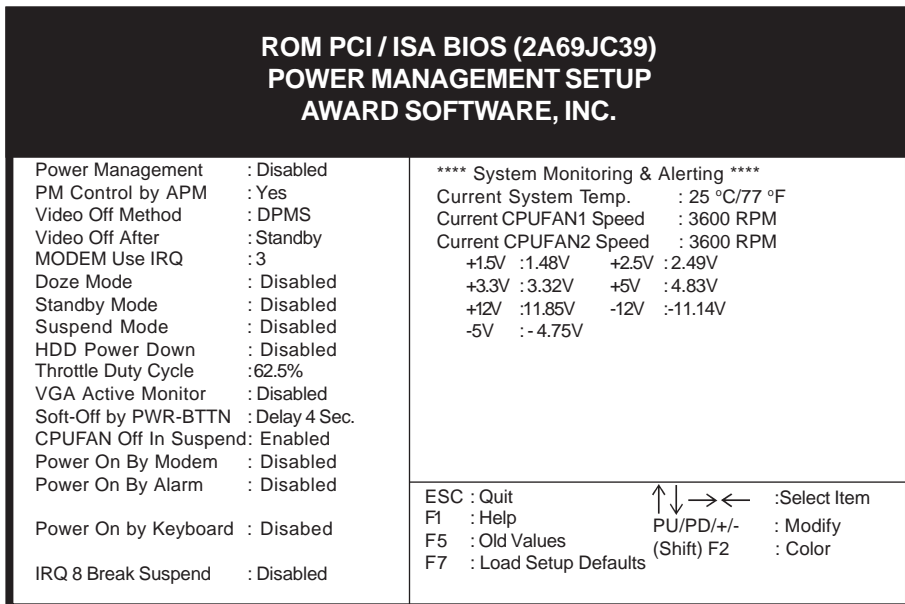 ROM PCI / ISA BIOS (2A69JC39)
POWER MANAGEMENT SETUP
AWARD SOFTWARE, INC.
Power Management : Disabled
PM Control by APM : Yes
Video Off Method : DPMS
Video Off After : Standby
MODEM Use IRQ : 3
Doze Mode : Disabled
Standby Mode : Disabled
Suspend Mode : Disabled
HDD Power Down : Disabled
Throttle Duty Cycle :62.5%
VGA Active Monitor : Disabled
Soft-Off by PWR-BTTN : Delay 4 Sec.
CPUFAN Off In Suspend: Enabled
Power On By Modem : Disabled
Power On By Alarm : Disabled
Power On by Keyboard : Disabed
IRQ 8 Break Suspend : Disabled
**** System Monitoring & Alerting ****
Current System Temp. : 25 °C/77 °F
Current CPUFAN1 Speed : 3600 RPM
Current CPUFAN2 Speed : 3600 RPM
+1.5V :1.48V +2.5V : 2.49V
+3.3V : 3.32V +5V : 4.83V
+12V :11.85V -12V :-11.14V
-5V : - 4.75V
ESC : Quit ↑↓→← :Select Item
F1 : Help PU/PD/+/- : Modify
F5 : Old Values (Shift) F2 : Color
F7 : Load Setup Defaults